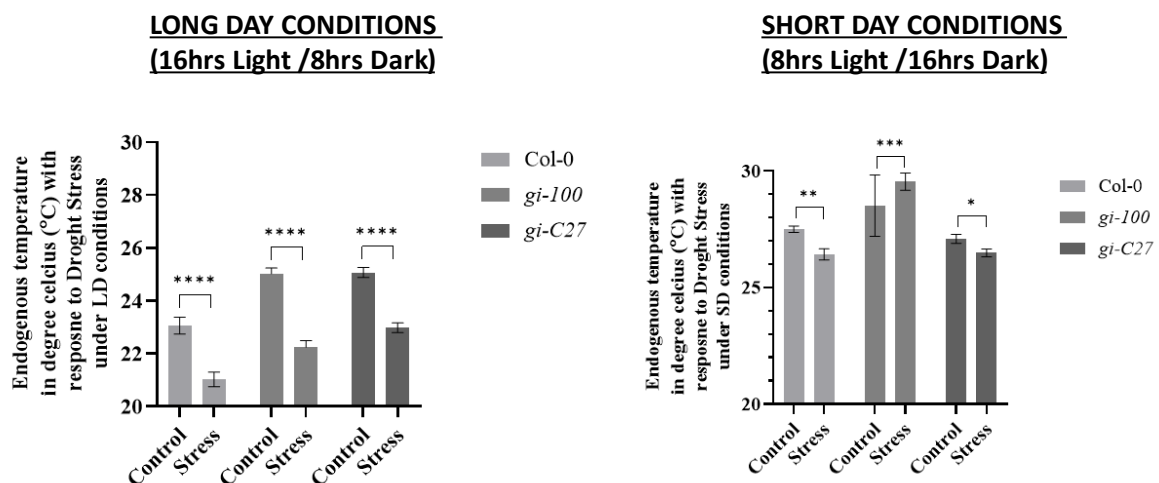 LONG DAY CONDITIONS
(16hrs Light /8hrs Dark)
Endogenous temperature
in degree celcius (°C) with
resposne to Droght Stress
under LD conditions
30
28
26
24
22
20
****
****
****
Control
Stress
Control
Stress
Control
Stress
Col-0
gi-100
gi-C27
SHORT DAY CONDITIONS
(8hrs Light /16hrs Dark)
Endogenous temperature
in degree celcius (°C) with
resposne to Droght Stress
under SD conditions
30
25
20
**
***
*
Control
Stress
Control
Stress
Control
Stress
Col-0
gi-100
gi-C27